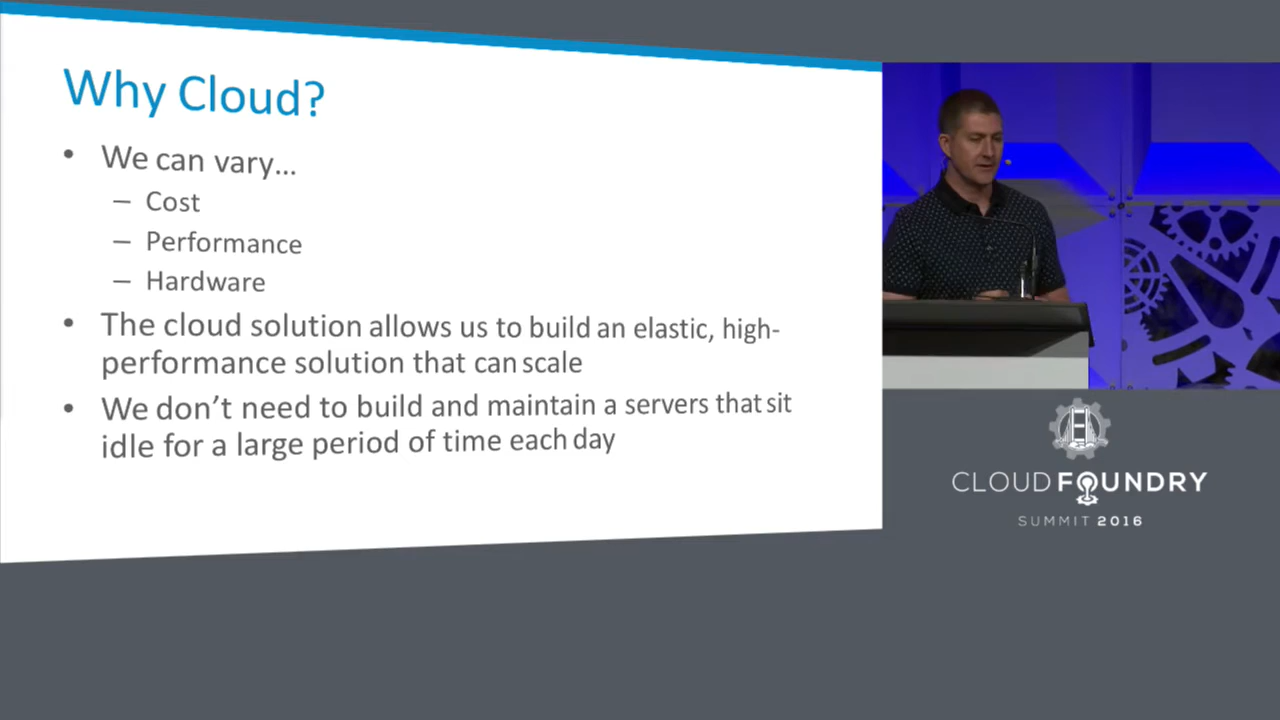 Why Cloud?
• We can vary...
– Cost
– Performance
– Hardware
• The cloud solution allows us to build an elastic, high-
performance solution that can scale
• We don't need to build and maintain a servers that sit
idle for a large period of time each day
CLOUD FOUNDRY
SUMMIT 2016